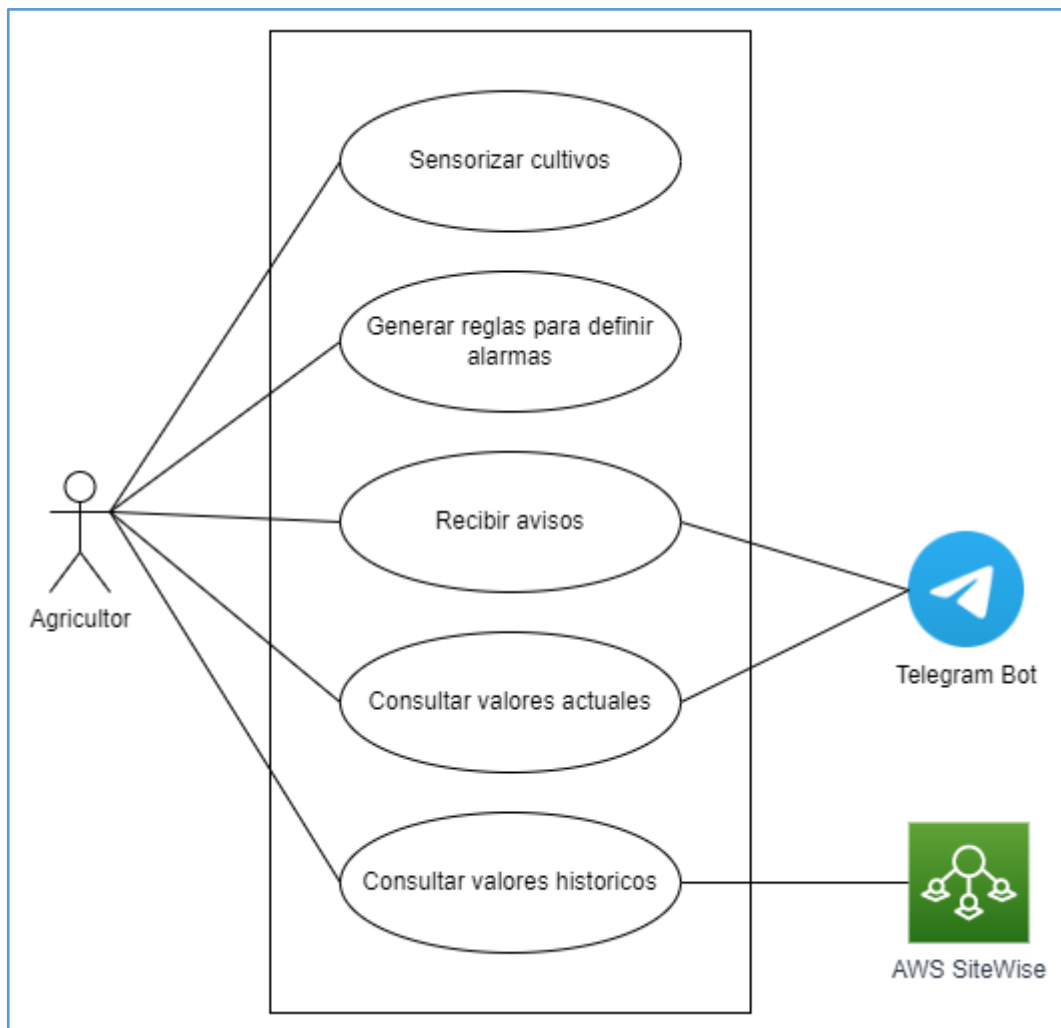 Sensorizar cultivos
Generar reglas para definir
alarmas
Recibir avisos
Agricultor
Consultar valores actuales
Telegram Bot
Consultar valores historicos
AWS SiteWise